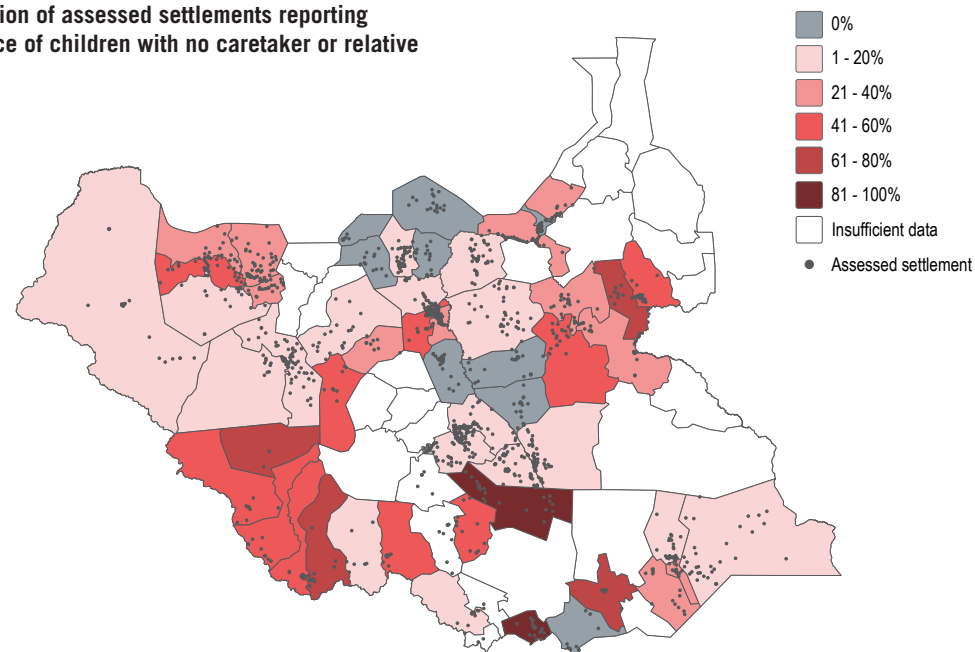 ion of assessed settlements reporting
ce of children with no caretaker or relative
0%
1 - 20%
21 - 40%
41 - 60%
61 - 80%
81 - 100%
Insufficient data
Assessed settlement